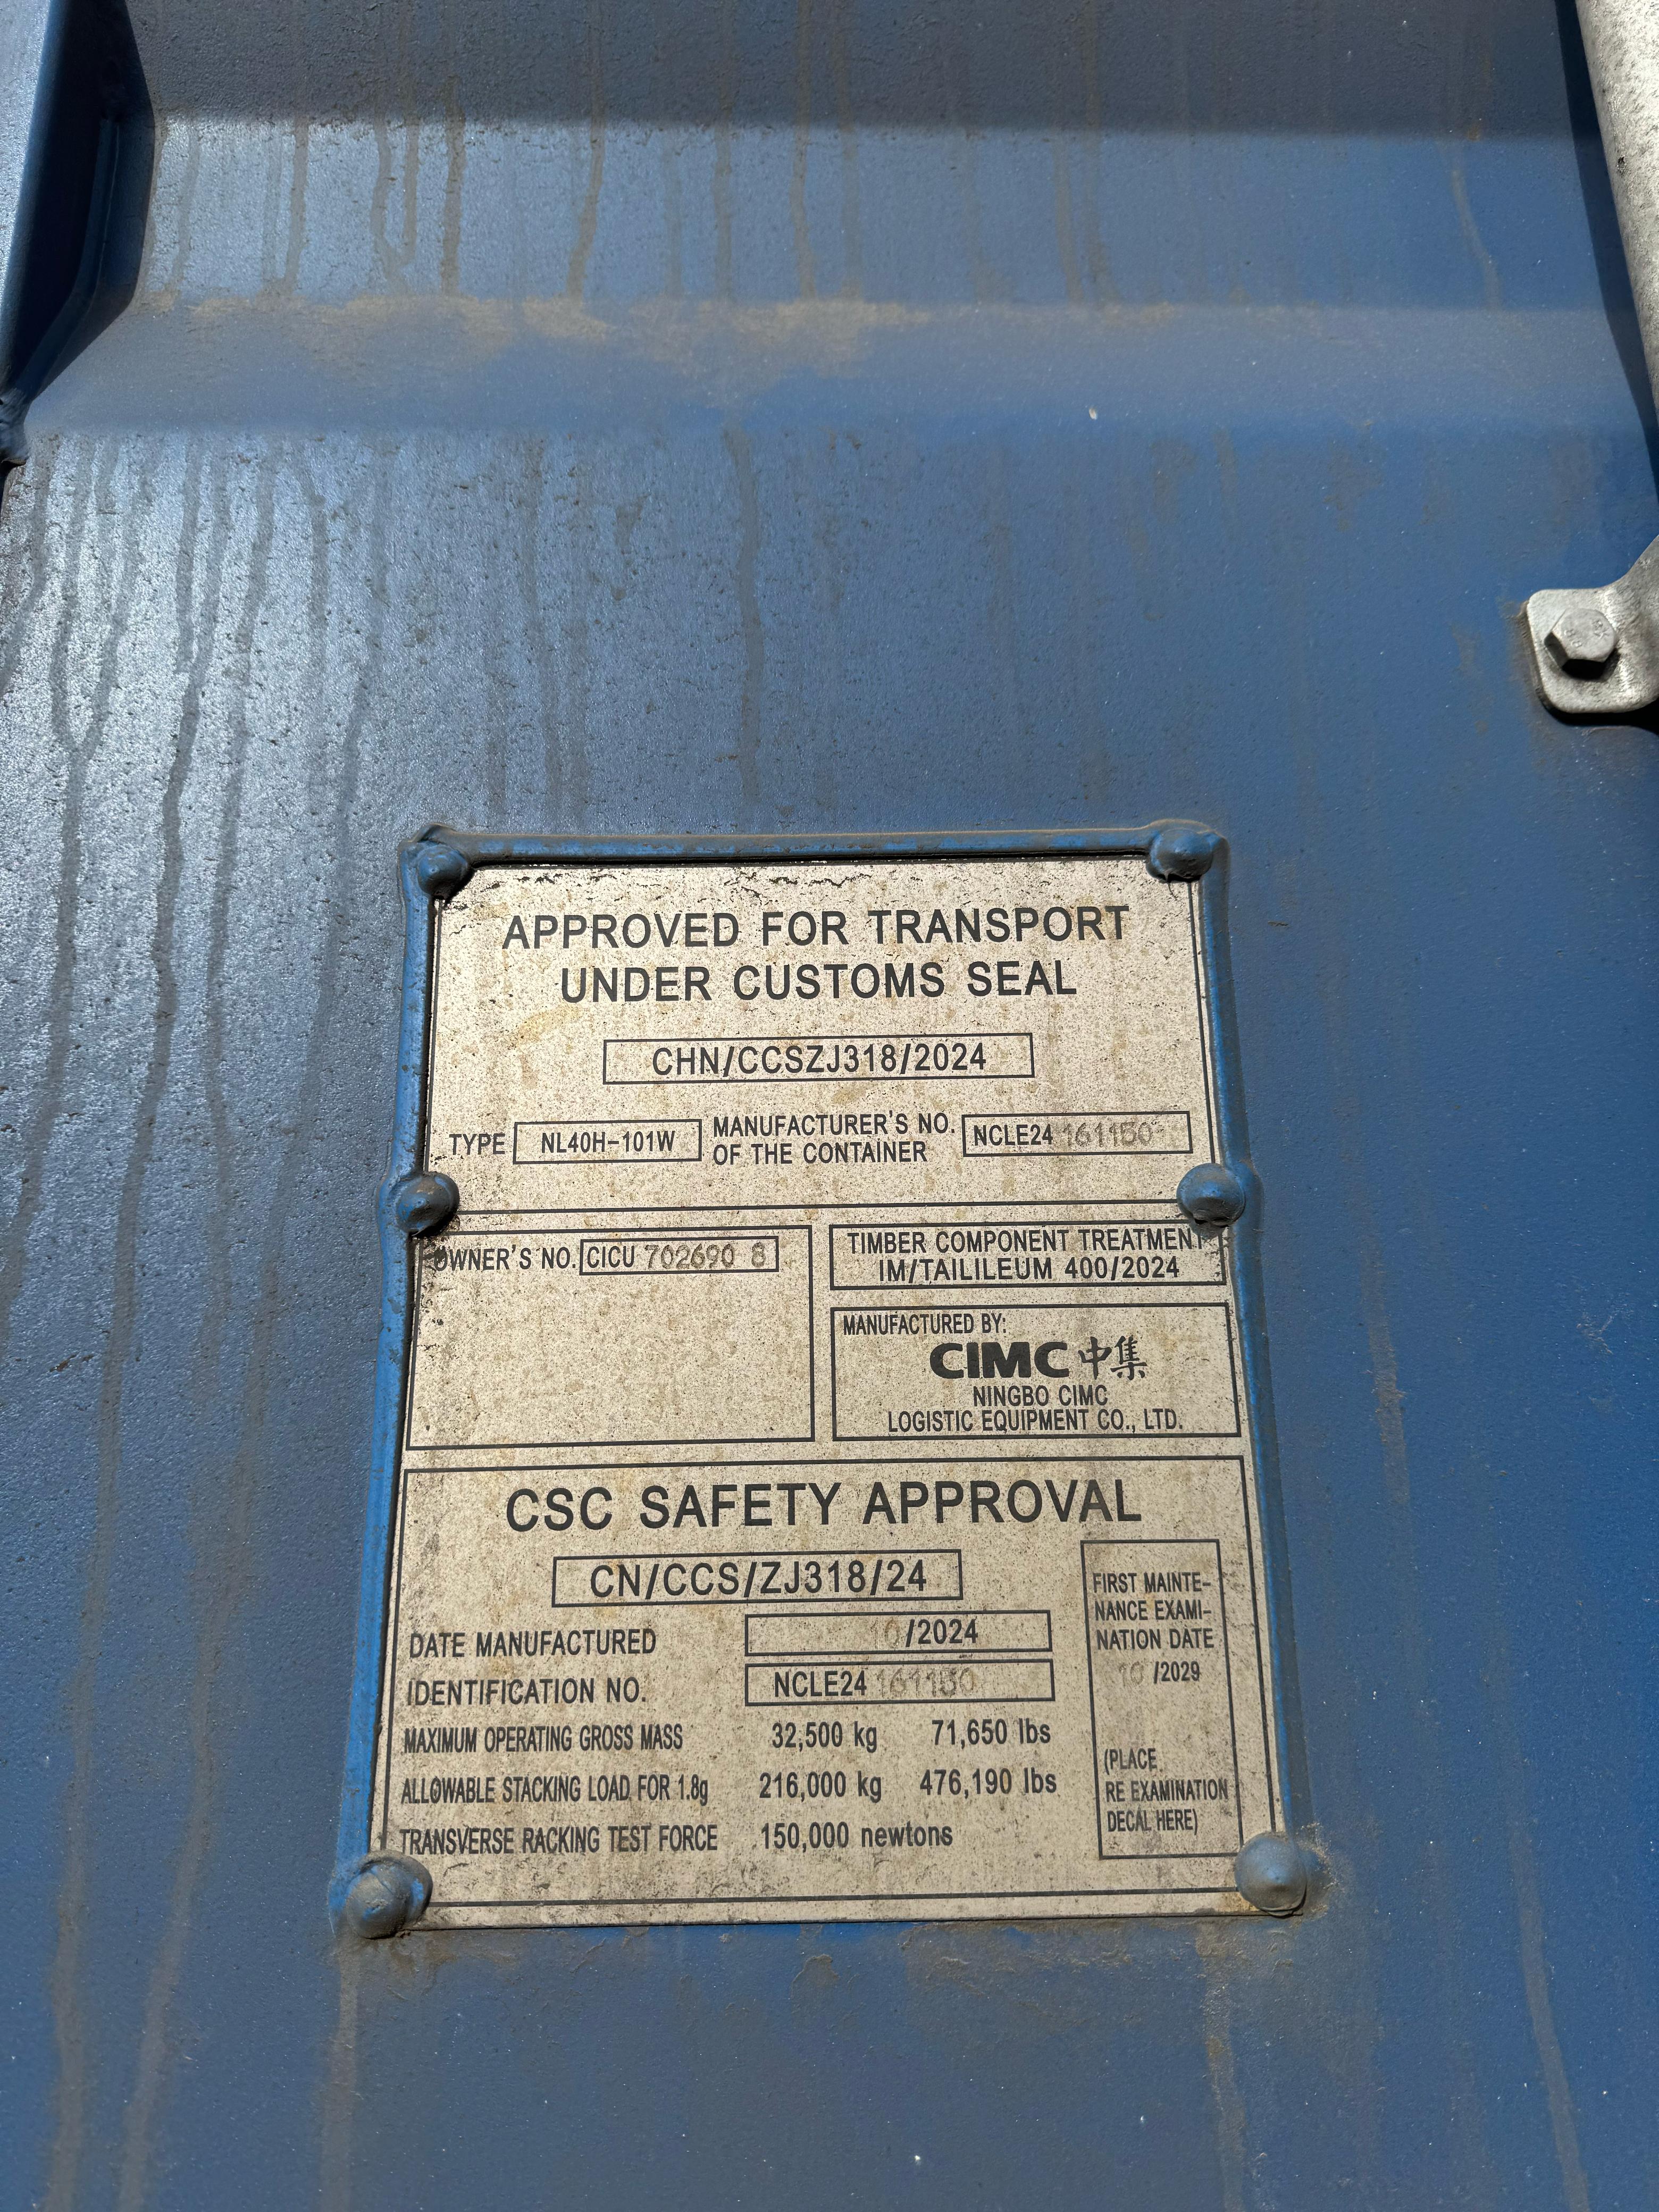 APPROVED FOR TRANSPORT
UNDER CUSTOMS SEAL
CHN/CCSZJ318/2024
TYPE NL40H-101W MANUFACTURER'S NO. OF THE CONTAINER NCLE24 161150
OWNER'S NO. CICU 702690 8
TIMBER COMPONENT TREATMENT
IM/TAILILEUM 400/2024
MANUFACTURED BY:
CIMC 中集
NINGBO CIMC
LOGISTIC EQUIPMENT CO., LTD.
CSC SAFETY APPROVAL
CN/CCS/ZJ318/24
DATE MANUFACTURED 10/2024
IDENTIFICATION NO. NCLE24 161150
MAXIMUM OPERATING GROSS MASS 32,500 kg 71,650 lbs
ALLOWABLE STACKING LOAD FOR 1.8g 216,000 kg 476,190 lbs
TRANSVERSE RACKING TEST FORCE 150,000 newtons
FIRST MAINTE-
NANCE EXAMI-
NATION DATE
10 /2029
(PLACE
RE EXAMINATION
DECAL HERE)